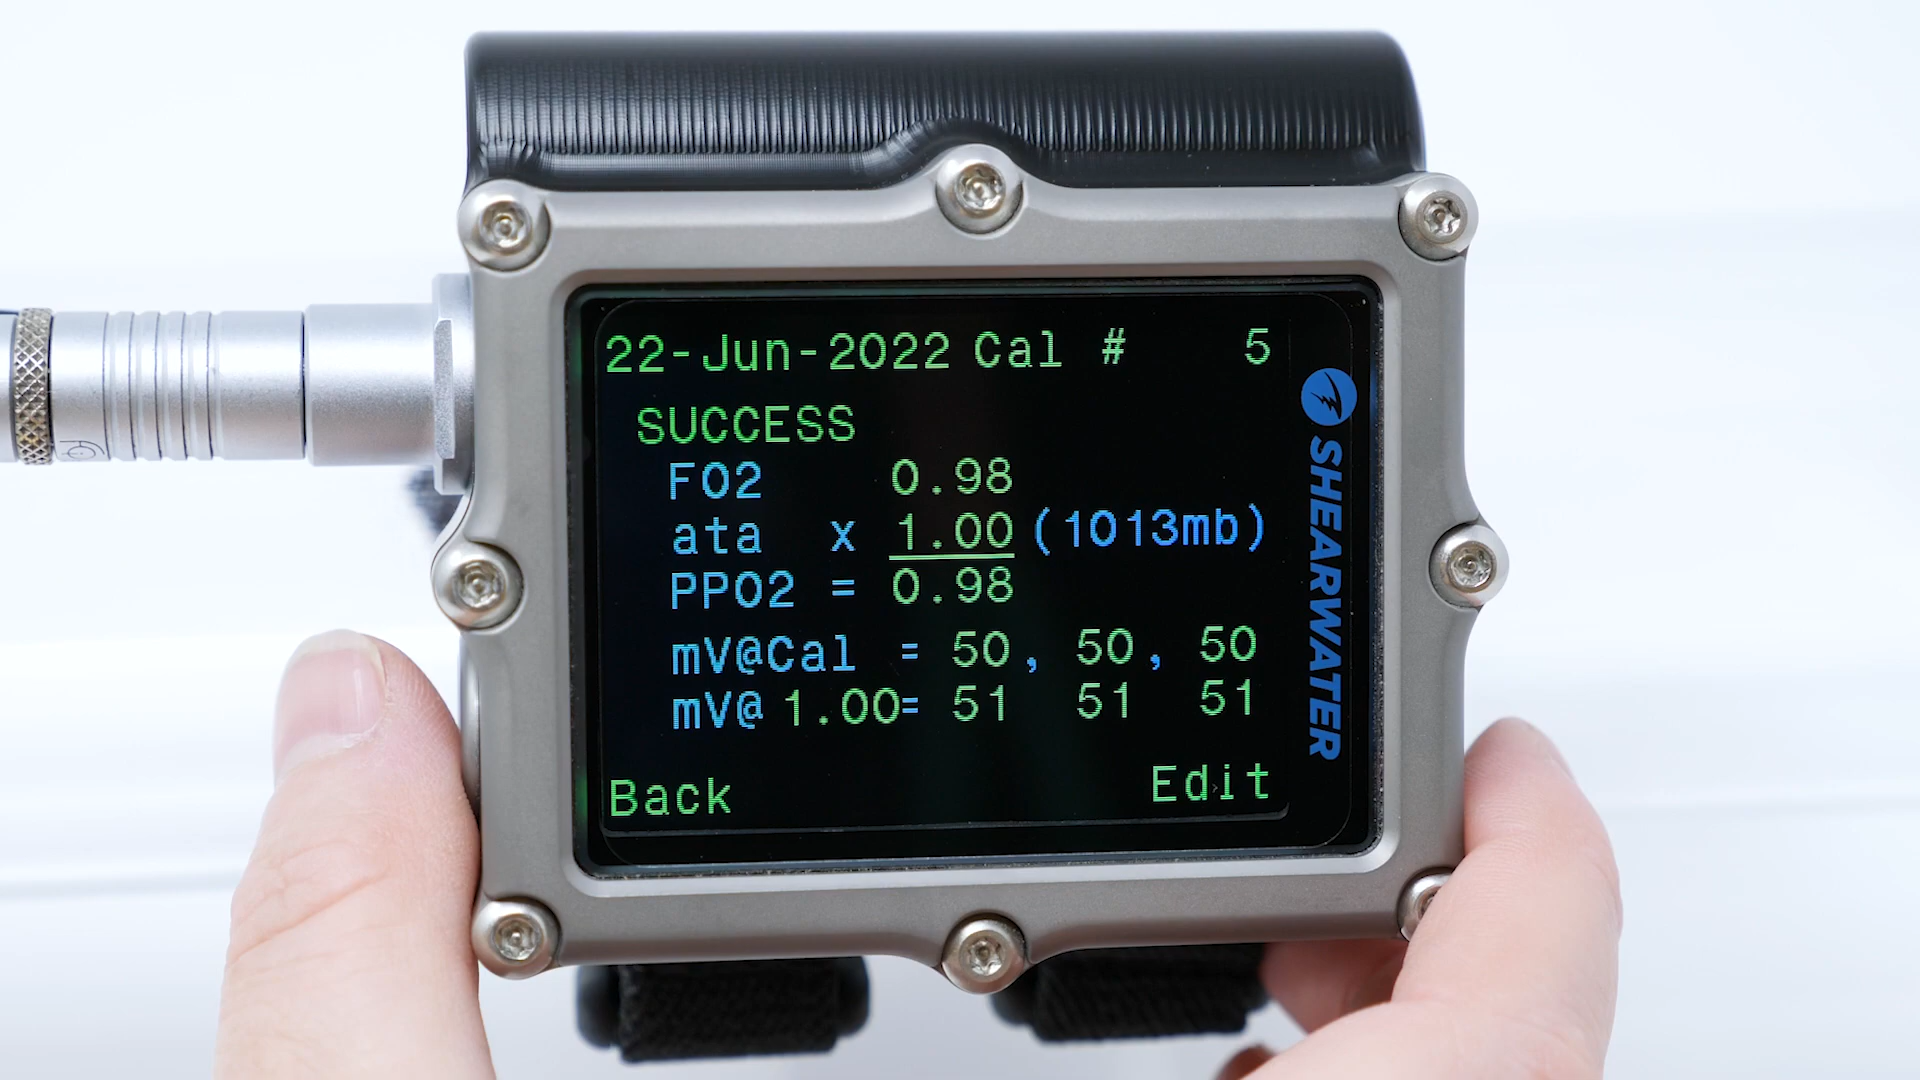 22-Jun-2022 Cal # 5
SUCCESS
FO2 0.98
ata x 1.00 (1013mb)
PPO2 = 0.98
mV@Cal = 50, 50, 50
mV@ 1.00= 51 51 51
Back Edit
SHEARWATER